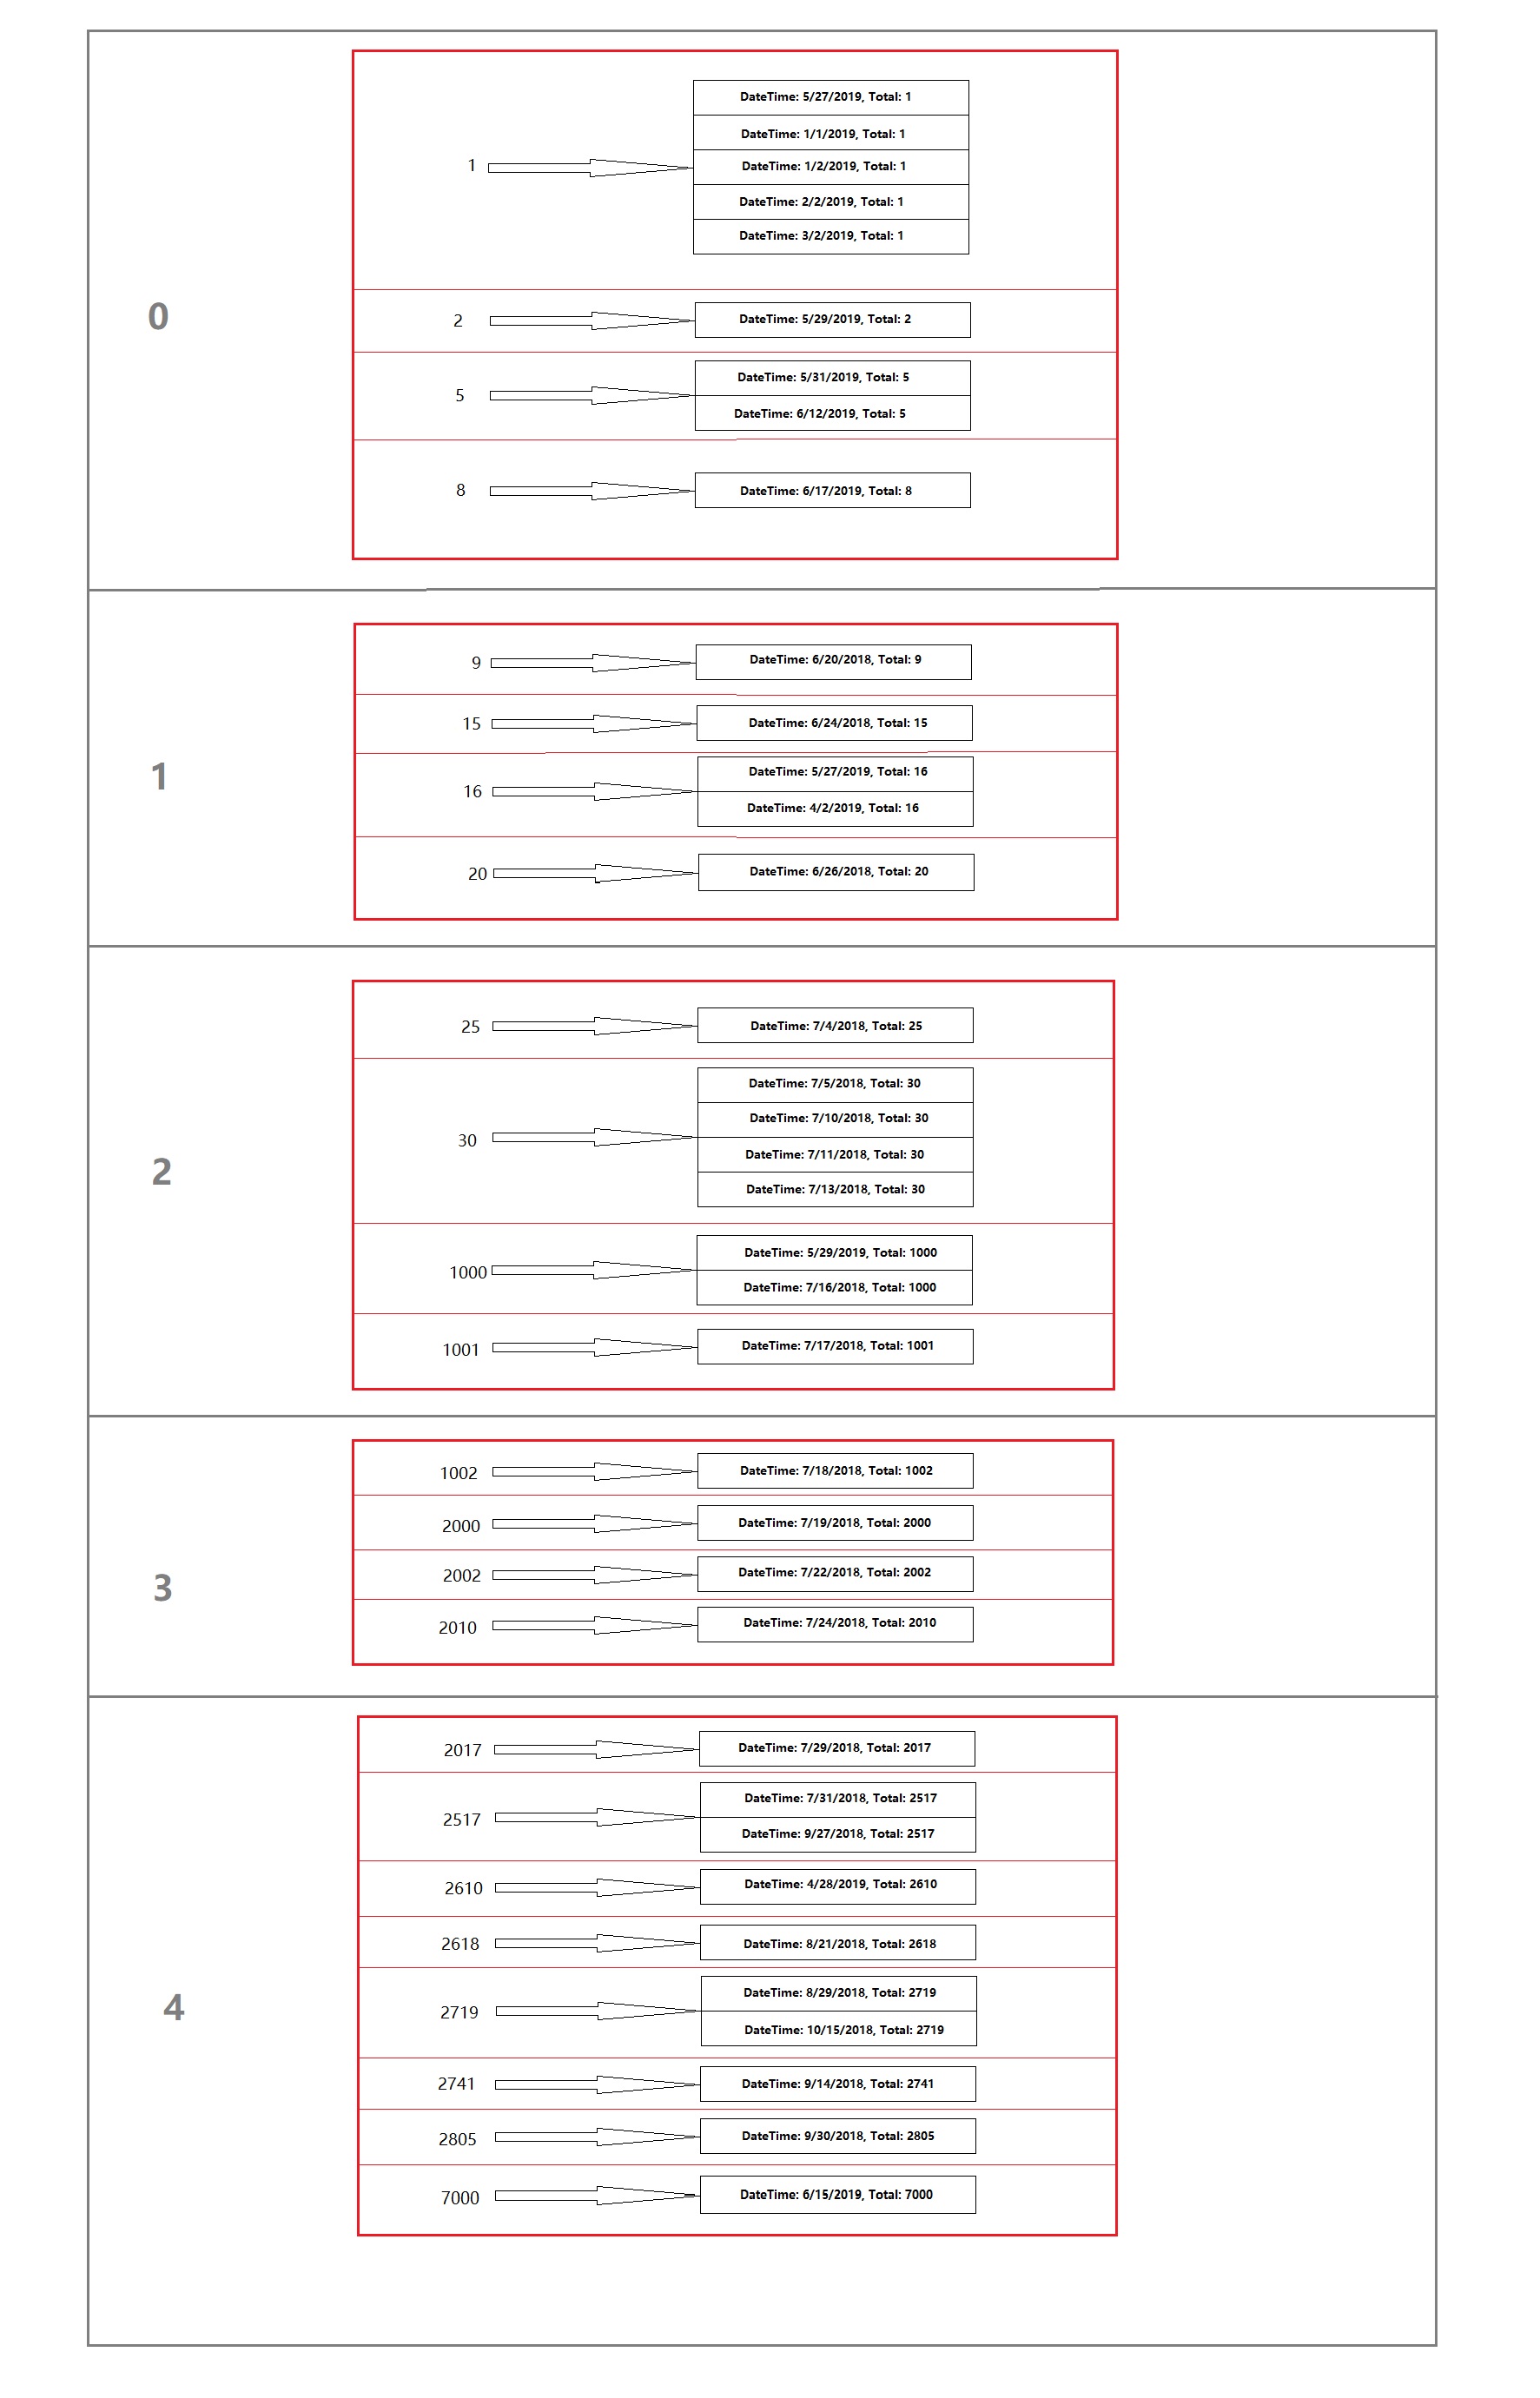 0
1
DateTime: 5/27/2019, Total: 1
DateTime: 1/1/2019, Total: 1
DateTime: 1/2/2019, Total: 1
DateTime: 2/2/2019, Total: 1
DateTime: 3/2/2019, Total: 1
2
DateTime: 5/29/2019, Total: 2
5
DateTime: 5/31/2019, Total: 5
DateTime: 6/12/2019, Total: 5
8
DateTime: 6/17/2019, Total: 8
1
9
DateTime: 6/20/2018, Total: 9
15
DateTime: 6/24/2018, Total: 15
16
DateTime: 5/27/2019, Total: 16
DateTime: 4/2/2019, Total: 16
20
DateTime: 6/26/2018, Total: 20
2
25
DateTime: 7/4/2018, Total: 25
30
DateTime: 7/5/2018, Total: 30
DateTime: 7/10/2018, Total: 30
DateTime: 7/11/2018, Total: 30
DateTime: 7/13/2018, Total: 30
1000
DateTime: 5/29/2019, Total: 1000
DateTime: 7/16/2018, Total: 1000
1001
DateTime: 7/17/2018, Total: 1001
3
1002
DateTime: 7/18/2018, Total: 1002
2000
DateTime: 7/19/2018, Total: 2000
2002
DateTime: 7/22/2018, Total: 2002
2010
DateTime: 7/24/2018, Total: 2010
4
2017
DateTime: 7/29/2018, Total: 2017
2517
DateTime: 7/31/2018, Total: 2517
DateTime: 9/27/2018, Total: 2517
2610
DateTime: 4/28/2019, Total: 2610
2618
DateTime: 8/21/2018, Total: 2618
2719
DateTime: 8/29/2018, Total: 2719
DateTime: 10/15/2018, Total: 2719
2741
DateTime: 9/14/2018, Total: 2741
2805
DateTime: 9/30/2018, Total: 2805
7000
DateTime: 6/15/2019, Total: 7000